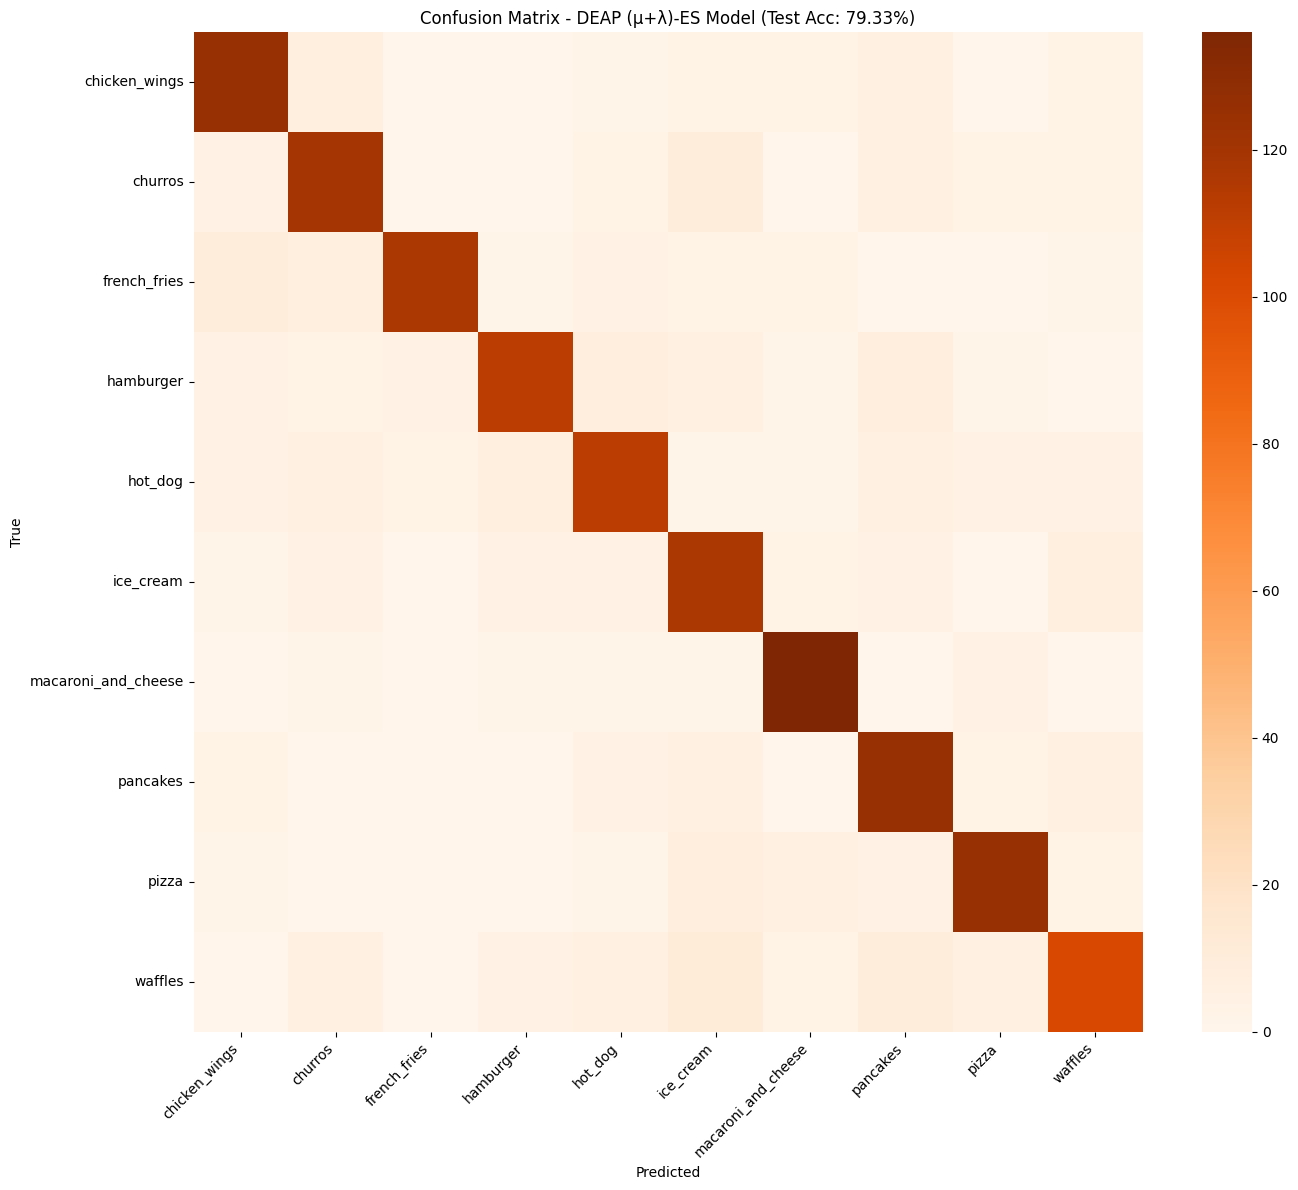 Confusion Matrix - DEAP (μ+λ)-ES Model (Test Acc: 79.33%)
chicken_wings
churros
french_fries
hamburger
hot_dog
ice_cream
macaroni_and_cheese
pancakes
pizza
waffles
True
chicken_wings
churros
french_fries
hamburger
hot_dog
ice_cream
macaroni_and_cheese
pancakes
pizza
waffles
Predicted
120
100
80
60
40
20
0